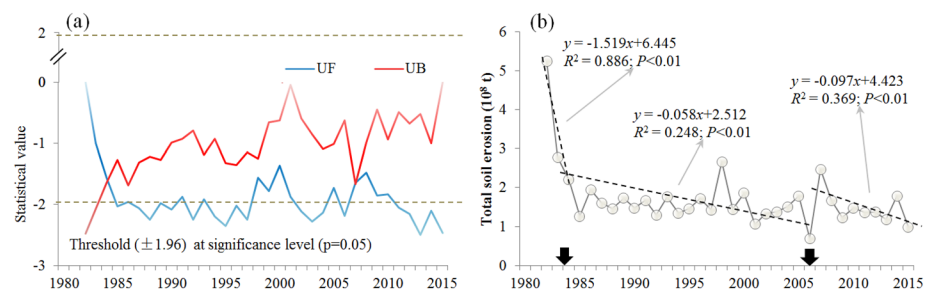 (a)
2
0
-1
-2
-3
Statistical value
UF
UB
Threshold (±1.96) at significance level (p=0.05)
1980 1985 1990 1995 2000 2005 2010 2015
(b)
6
5
4
3
2
1
0
Total soil erosion (10⁸ t)
y = -1.519x+6.445
R² = 0.886; P<0.01
y = -0.058x+2.512
R² = 0.248; P<0.01
y = -0.097x+4.423
R² = 0.369; P<0.01
1980 1985 1990 1995 2000 2005 2010 2015